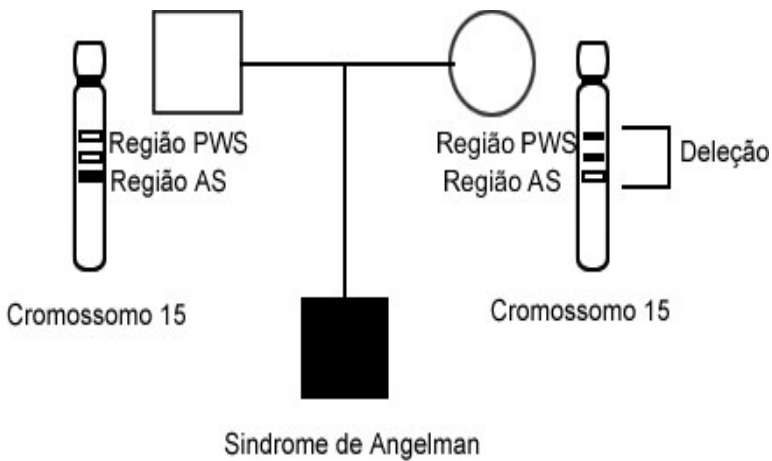 Região PWS
Região AS
Cromossomo 15
Região PWS
Região AS
Deleção
Cromossomo 15
Sindrome de Angelman